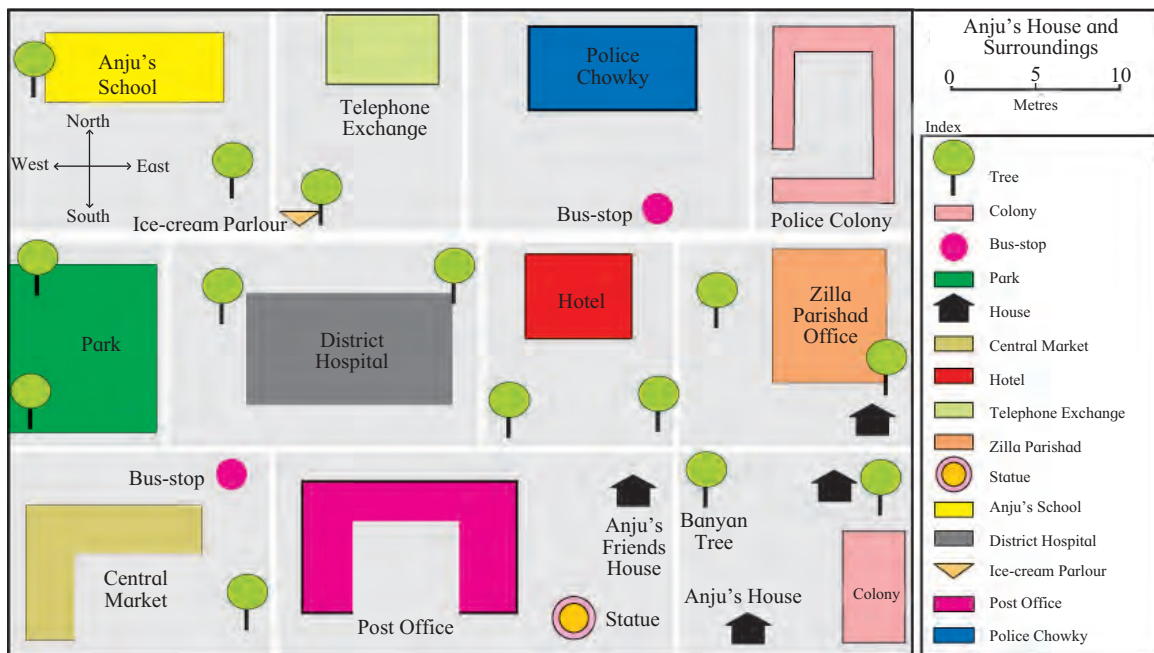 Anju's
School
Telephone
Exchange
Police
Chowky
North
West
East
South
Ice-cream Parlour
Bus-stop
Police Colony
Park
District
Hospital
Hotel
Zilla
Parishad
Office
Bus-stop
Central
Market
Post Office
Anju's
Friends
House
Statue
Banyan
Tree
Anju's House
Colony
Anju's House and
Surroundings
0 5 10
Metres
Index
Tree
Colony
Bus-stop
Park
House
Central Market
Hotel
Telephone Exchange
Zilla Parishad
Statue
Anju's School
District Hospital
Ice-cream Parlour
Post Office
Police Chowky